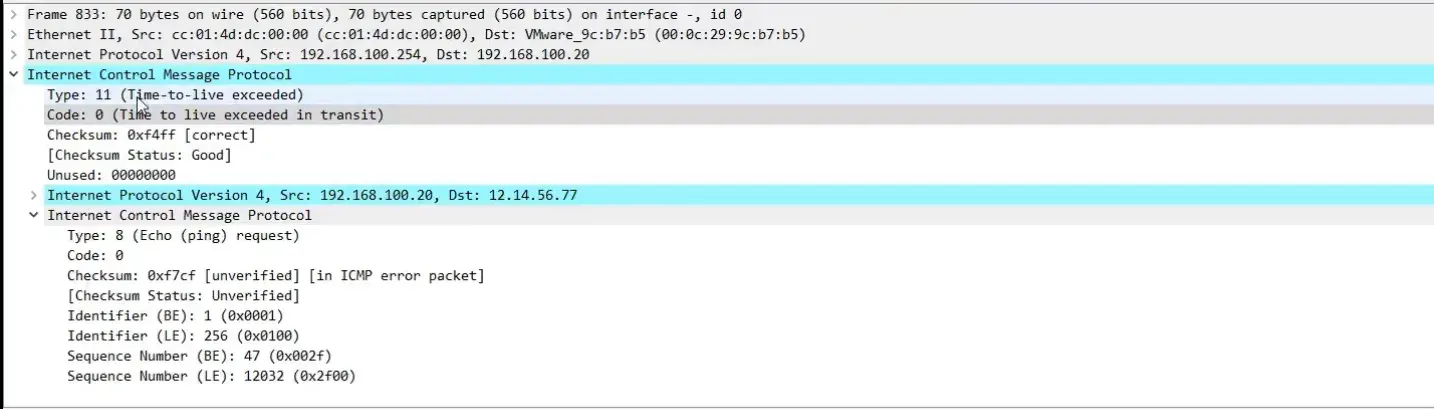 Frame 833: 70 bytes on wire (560 bits), 70 bytes captured (560 bits) on interface -, id 0
Ethernet II, Src: cc:01:4d:dc:00:00 (cc:01:4d:dc:00:00), Dst: VMware_9c:b7:b5 (00:0c:29:9c:b7:b5)
Internet Protocol Version 4, Src: 192.168.100.254, Dst: 192.168.100.20
Internet Control Message Protocol
Type: 11 (Time-to-live exceeded)
Code: 0 (Time to live exceeded in transit)
Checksum: 0xf4ff [correct]
[Checksum Status: Good]
Unused: 00000000
Internet Protocol Version 4, Src: 192.168.100.20, Dst: 12.14.56.77
Internet Control Message Protocol
Type: 8 (Echo (ping) request)
Code: 0
Checksum: 0xf7cf [unverified] [in ICMP error packet]
[Checksum Status: Unverified]
Identifier (BE): 1 (0x0001)
Identifier (LE): 256 (0x0100)
Sequence Number (BE): 47 (0x002f)
Sequence Number (LE): 12032 (0x2f00)